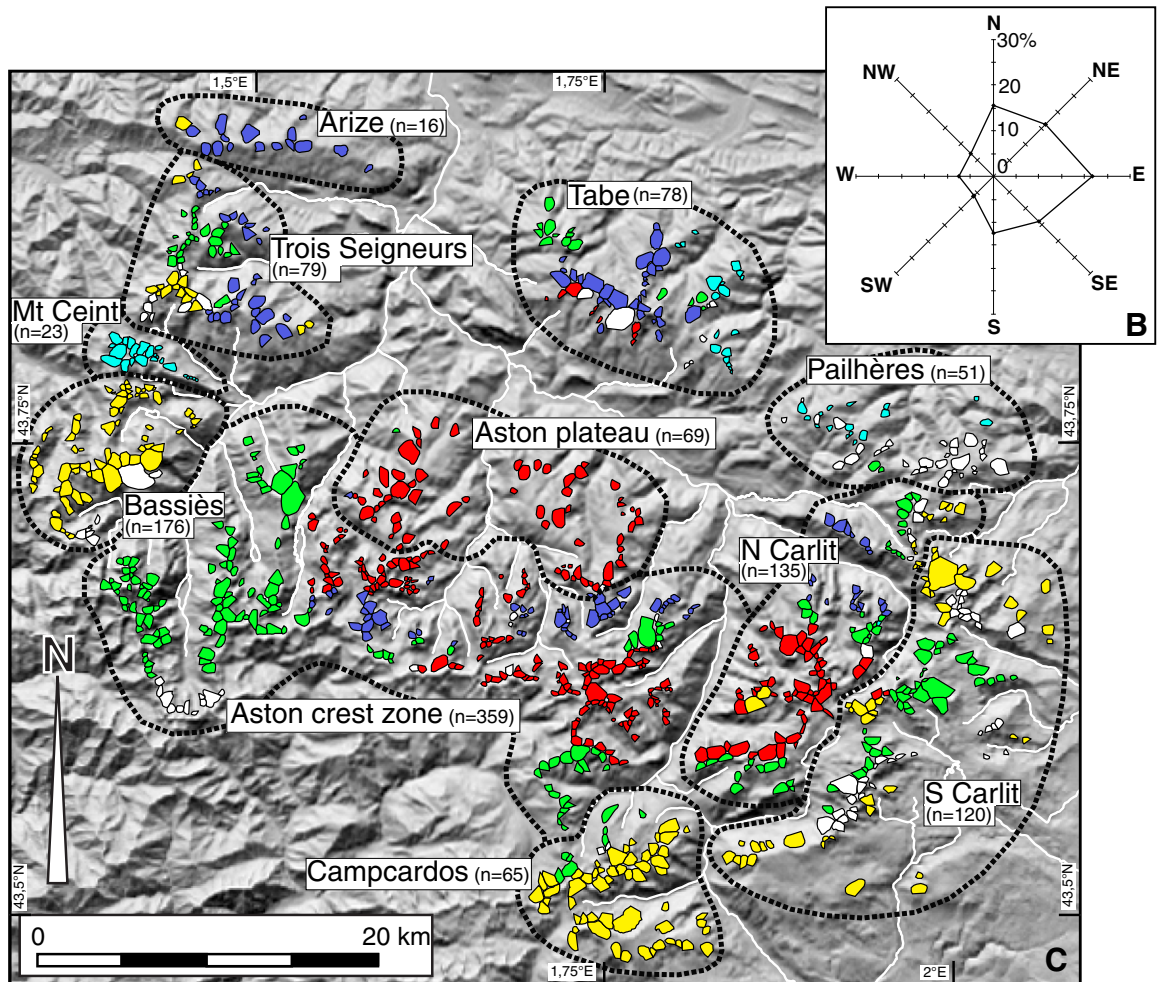 N
30%
NW
NE
20
10
0
W
E
SW
SE
S
B
1,5°E
1,75°E
Arize (n=16)
Tabe (n=78)
Trois Seigneurs
(n=79)
Mt Ceint
(n=23)
Pailhères (n=51)
43,75°N
43,75°N
Aston plateau (n=69)
Bassiès
(n=176)
N Carlit
(n=135)
N
Aston crest zone (n=359)
S Carlit
(n=120)
Campcardos (n=65)
43,5°N
43,5°N
0
20 km
1,75°E
2°E
C